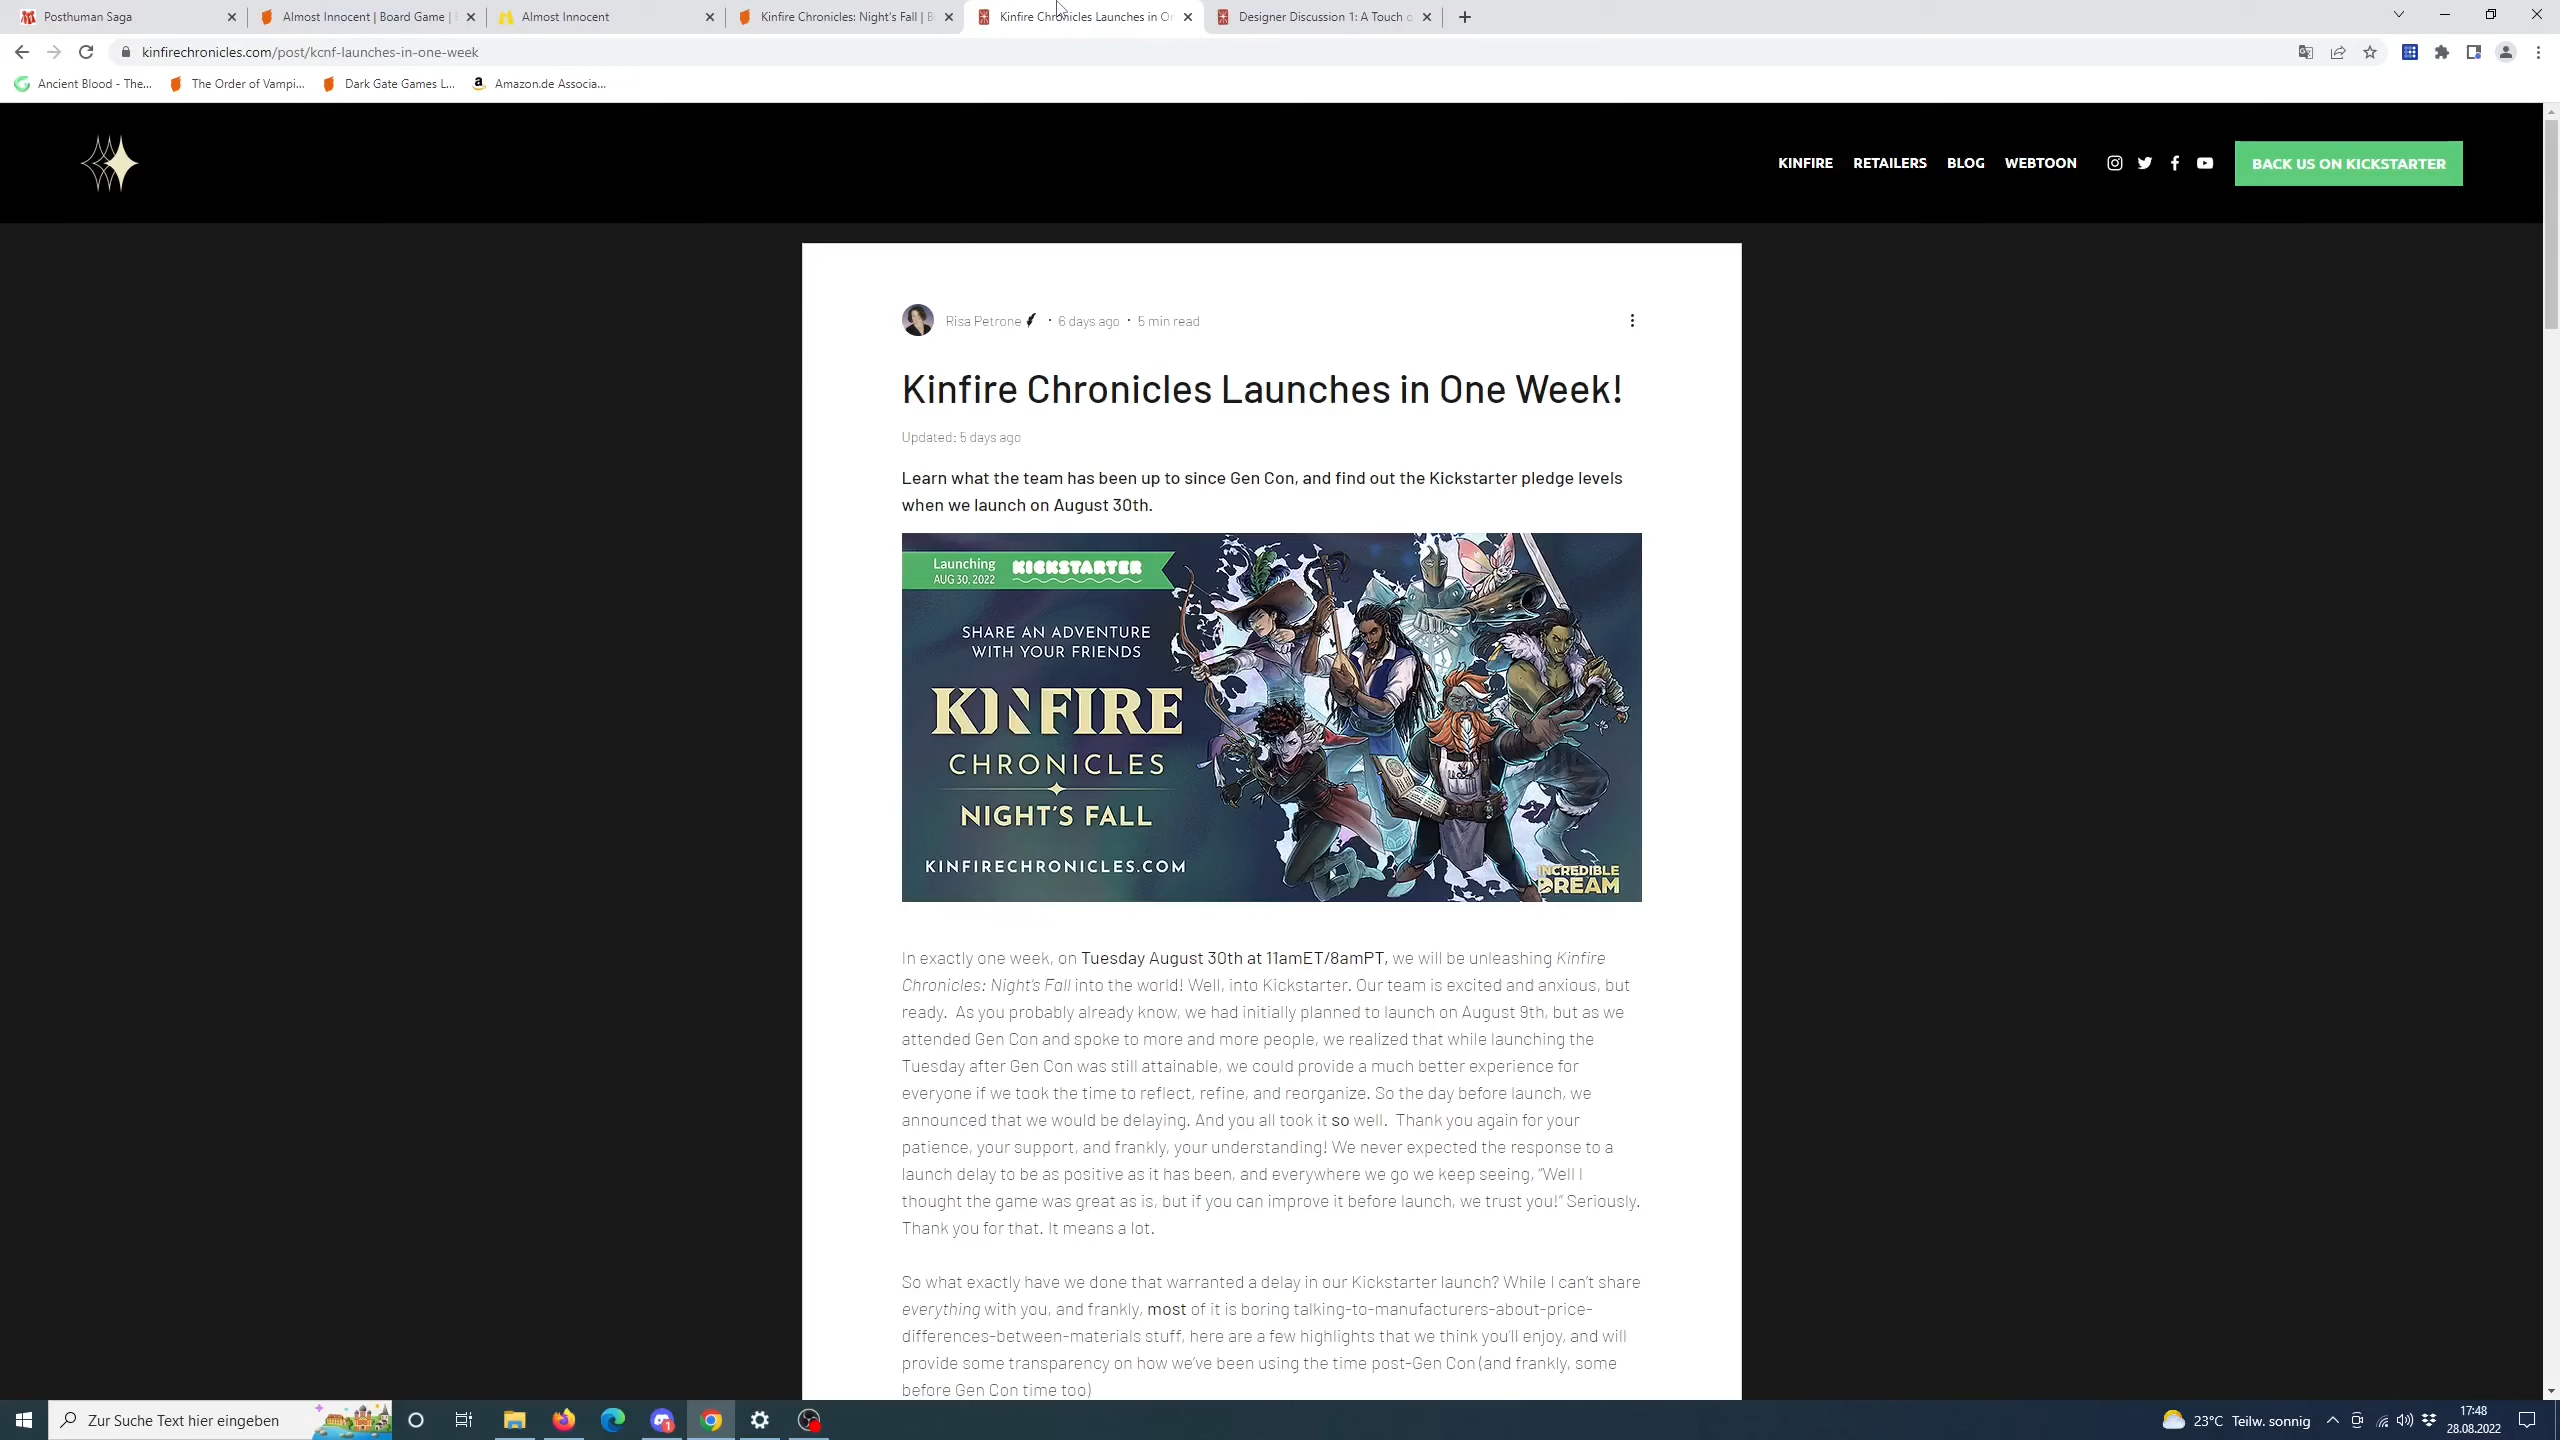 Posthuman Saga
Almost Innocent | Board Game |
Almost Innocent
Kinfire Chronicles: Night's Fall | B
Kinfire Chronicles Launches in Or
Designer Discussion 1: A Touch o
kinfirechronicles.com/post/kcnf-launches-in-one-week
Ancient Blood - The...
The Order of Vampi...
Dark Gate Games L...
Amazon.de Associa...
KINFIRE
RETAILERS
BLOG
WEBTOON
BACK US ON KICKSTARTER
Risa Petrone · 6 days ago · 5 min read
Kinfire Chronicles Launches in One Week!
Updated: 5 days ago
Learn what the team has been up to since Gen Con, and find out the Kickstarter pledge levels
when we launch on August 30th.
Launching
AUG 30, 2022
KICKSTARTER
SHARE AN ADVENTURE
WITH YOUR FRIENDS
KINFIRE
CHRONICLES
NIGHT'S FALL
KINFIRECHRONICLES.COM
INCREDIBLE
DREAM
In exactly one week, on Tuesday August 30th at 11amET/8amPT, we will be unleashing Kinfire
Chronicles: Night's Fall into the world! Well, into Kickstarter. Our team is excited and anxious, but
ready.  As you probably already know, we had initially planned to launch on August 9th, but as we
attended Gen Con and spoke to more and more people, we realized that while launching the
Tuesday after Gen Con was still attainable, we could provide a much better experience for
everyone if we took the time to reflect, refine, and reorganize. So the day before launch, we
announced that we would be delaying. And you all took it so well.  Thank you again for your
patience, your support, and frankly, your understanding! We never expected the response to a
launch delay to be as positive as it has been, and everywhere we go we keep seeing, "Well I
thought the game was great as is, but if you can improve it before launch, we trust you!" Seriously.
Thank you for that. It means a lot.
So what exactly have we done that warranted a delay in our Kickstarter launch? While I can't share
everything with you, and frankly, most of it is boring talking-to-manufacturers-about-price-
differences-between-materials stuff, here are a few highlights that we think you'll enjoy, and will
provide some transparency on how we've been using the time post-Gen Con (and frankly, some
before Gen Con time too)
Zur Suche Text hier eingeben
1
23°C Teilw. sonnig
17:48
28.08.2022